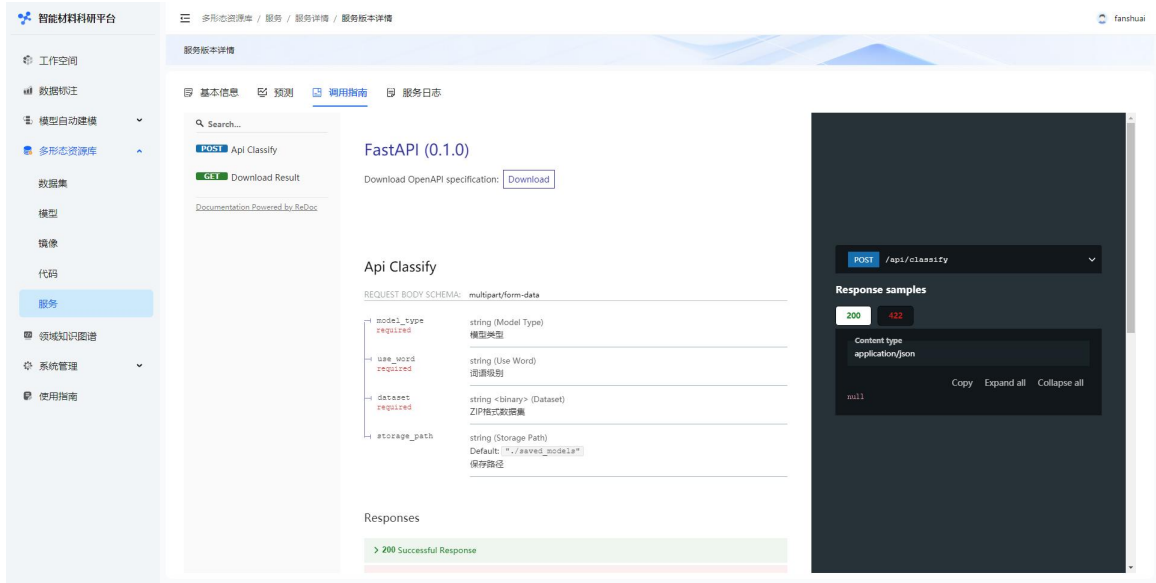 智能材料科研平台
多形态资源库 / 服务 / 服务详情 / 服务版本详情
fanshuai
服务版本详情
工作空间
数据标注
模型自动建模
多形态资源库
数据集
模型
镜像
代码
服务
领域知识图谱
系统管理
使用指南
基本信息 预测 调用指南 服务日志
Search...
POST Api Classify
GET Download Result
Documentation Powered by ReDoc
FastAPI (0.1.0)
Download OpenAPI specification: Download
Api Classify
REQUEST BODY SCHEMA: multipart/form-data
model_type string (Model Type)
required 模型类型
use_word string (Use Word)
required 词语级别
dataset string <binary> (Dataset)
required ZIP格式数据集
storage_path string (Storage Path)
Default: "./saved_models"
保存路径
Responses
200 Successful Response
POST /api/classify
Response samples
200 422
Content type
application/json
Copy Expand all Collapse all
null